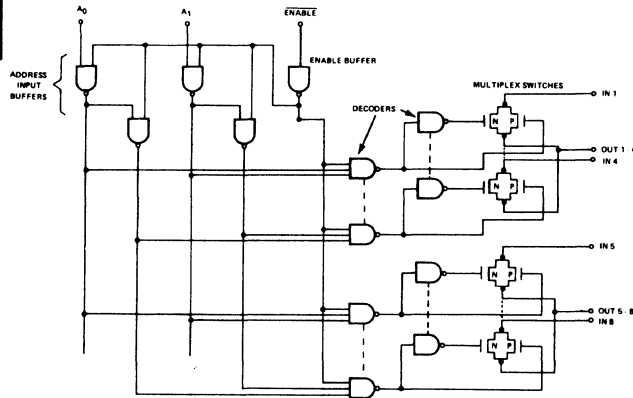 A0 A1 ENABLE
ENABLE BUFFER
ADDRESS
INPUT
BUFFERS
DECODERS
MULTIPLEX SWITCHES
N P
IN 1
OUT 1 -
IN 4
N P
IN 5
N P
OUT 5 - 8
IN 8
N P